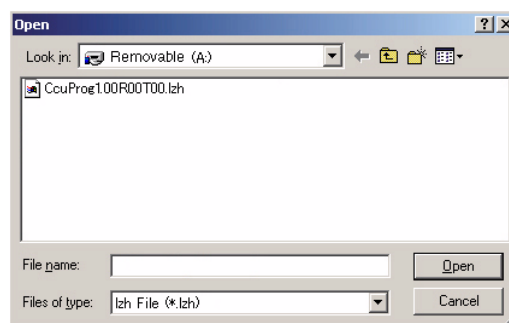 Open
Look in: Removable (A:)
CcuProg1.00R00T00.lzh
File name: Open
Files of type: lzh File (*.lzh) Cancel